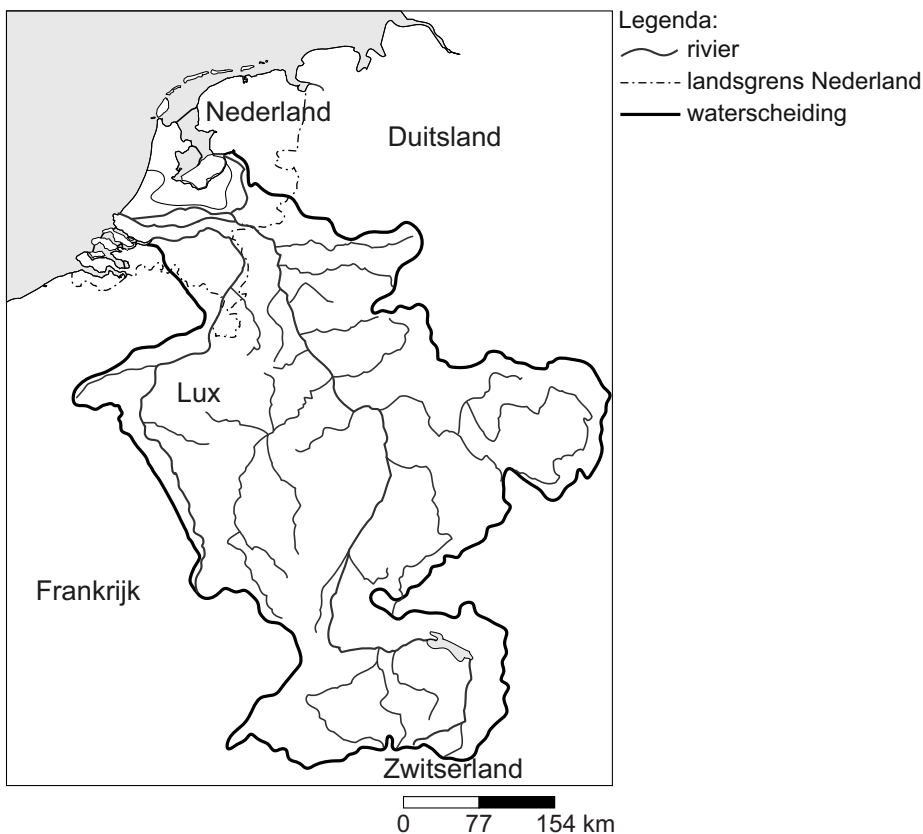 Legenda:
rivier
landsgrens Nederland
waterscheiding
Nederland
Duitsland
Lux
Frankrijk
Zwitserland
0 77 154 km